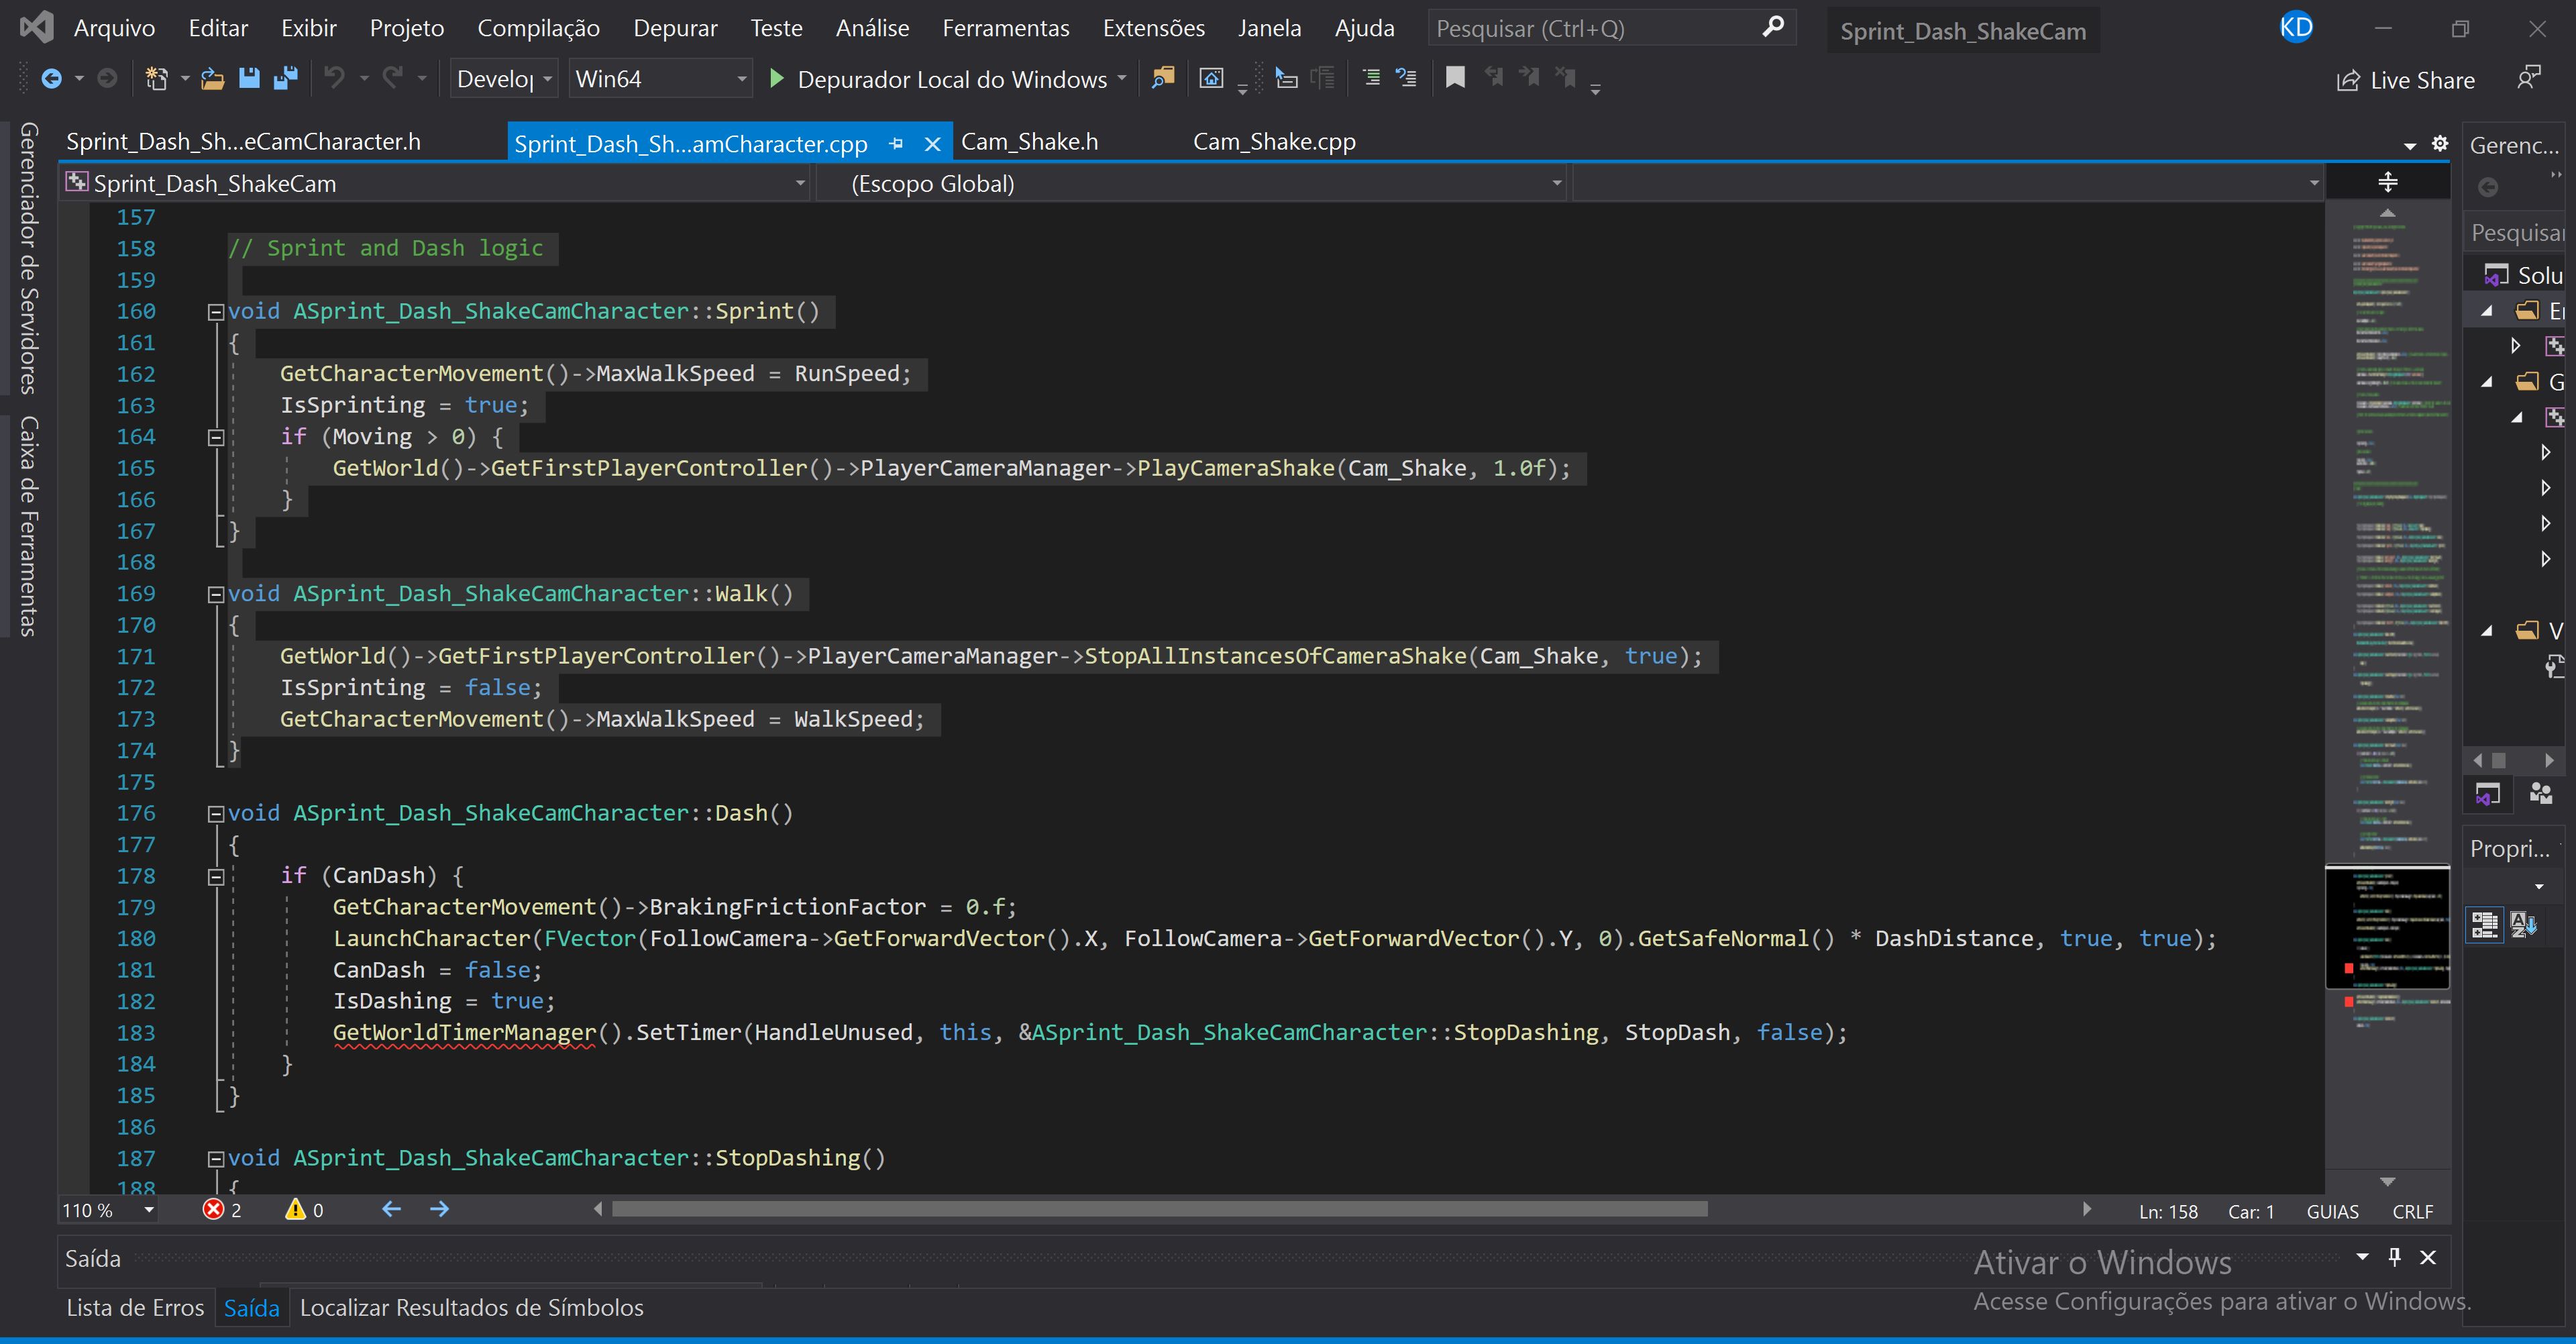 Arquivo Editar Exibir Projeto Compilação Depurar Teste Análise Ferramentas Extensões Janela Ajuda Pesquisar (Ctrl+Q) Sprint_Dash_ShakeCam KD
Develop Win64 Depurador Local do Windows Live Share
Gerenciador de Servidores
Caixa de Ferramentas
Sprint_Dash_Sh...eCamCharacter.h Sprint_Dash_Sh...amCharacter.cpp Cam_Shake.h Cam_Shake.cpp
Sprint_Dash_ShakeCam (Escopo Global)
157
158 // Sprint and Dash logic
159
160 void ASprint_Dash_ShakeCamCharacter::Sprint()
161 {
162 GetCharacterMovement()->MaxWalkSpeed = RunSpeed;
163 IsSprinting = true;
164 if (Moving > 0) {
165 GetWorld()->GetFirstPlayerController()->PlayerCameraManager->PlayCameraShake(Cam_Shake, 1.0f);
166 }
167 }
168
169 void ASprint_Dash_ShakeCamCharacter::Walk()
170 {
171 GetWorld()->GetFirstPlayerController()->PlayerCameraManager->StopAllInstancesOfCameraShake(Cam_Shake, true);
172 IsSprinting = false;
173 GetCharacterMovement()->MaxWalkSpeed = WalkSpeed;
174 }
175
176 void ASprint_Dash_ShakeCamCharacter::Dash()
177 {
178 if (CanDash) {
179 GetCharacterMovement()->BrakingFrictionFactor = 0.f;
180 LaunchCharacter(FVector(FollowCamera->GetForwardVector().X, FollowCamera->GetForwardVector().Y, 0).GetSafeNormal() * DashDistance, true, true);
181 CanDash = false;
182 IsDashing = true;
183 GetWorldTimerManager().SetTimer(HandleUnused, this, &ASprint_Dash_ShakeCamCharacter::StopDashing, StopDash, false);
184 }
185 }
186
187 void ASprint_Dash_ShakeCamCharacter::StopDashing()
188 {
110 % 2 0 Ln: 158 Car: 1 GUIAS CRLF
Gerenc...
Pesquisar
Solu
G
V
Propri...
Saída
Lista de Erros Saída Localizar Resultados de Símbolos
Ativar o Windows
Acesse Configurações para ativar o Windows.